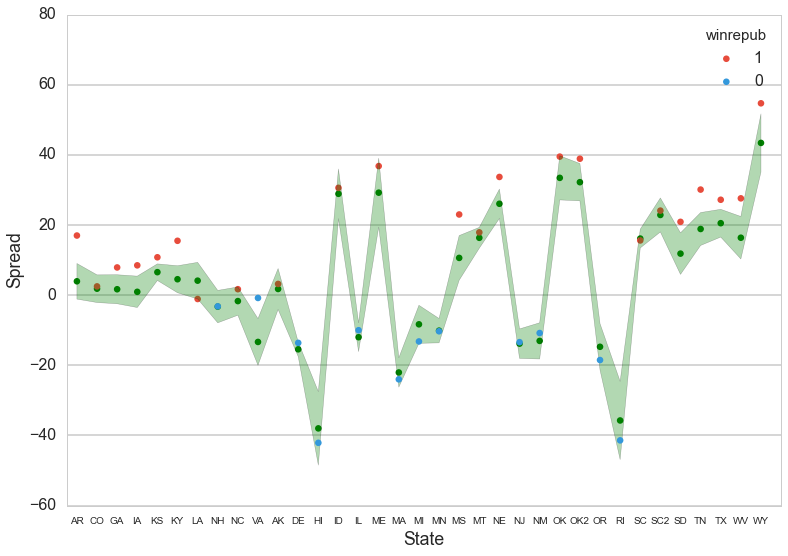 80
60
40
20
0
−20
−40
−60
Spread
winrepub
1
0
AR CO GA IA KS KY LA NH NC VA AK DE HI ID IL ME MA MI MN MS MT NE NJ NM OK OK2 OR RI SC SC2 SD TN TX WV WY
State